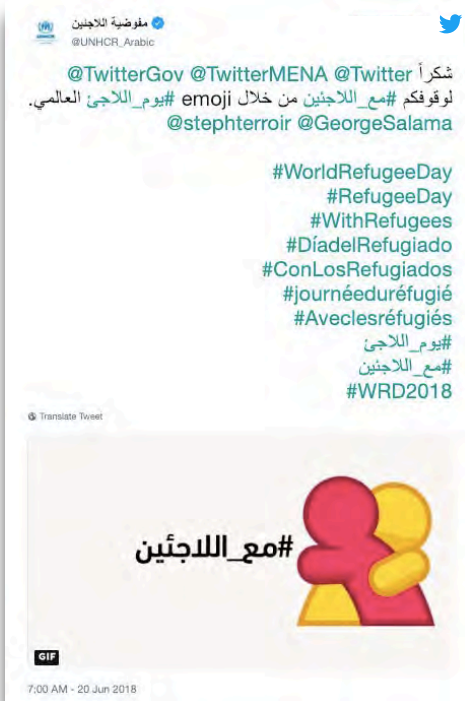 مفوضية اللاجئين
@UNHCR_Arabic
شكراً @TwitterGov @TwitterMENA @Twitter
لوقوفكم #مع_اللاجئين من خلال emoji #يوم_اللاجئ العالمي.
@stephterroir @GeorgeSalama
#WorldRefugeeDay
#RefugeeDay
#WithRefugees
#DíadelRefugiado
#ConLosRefugiados
#journéeduréfugié
#Aveclesréfugiés
#يوم_اللاجئ
#مع_اللاجئين
#WRD2018
Translate Tweet
#مع_اللاجئين
GIF
7:00 AM - 20 Jun 2018